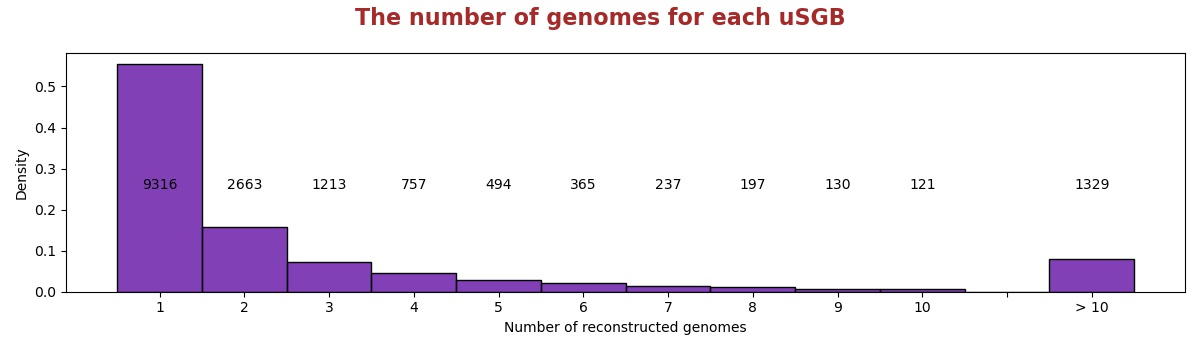 The number of genomes for each uSGB
Density
0.5
0.4
0.3
0.2
0.1
0.0
9316 2663 1213 757 494 365 237 197 130 121 1329
1 2 3 4 5 6 7 8 9 10 > 10
Number of reconstructed genomes